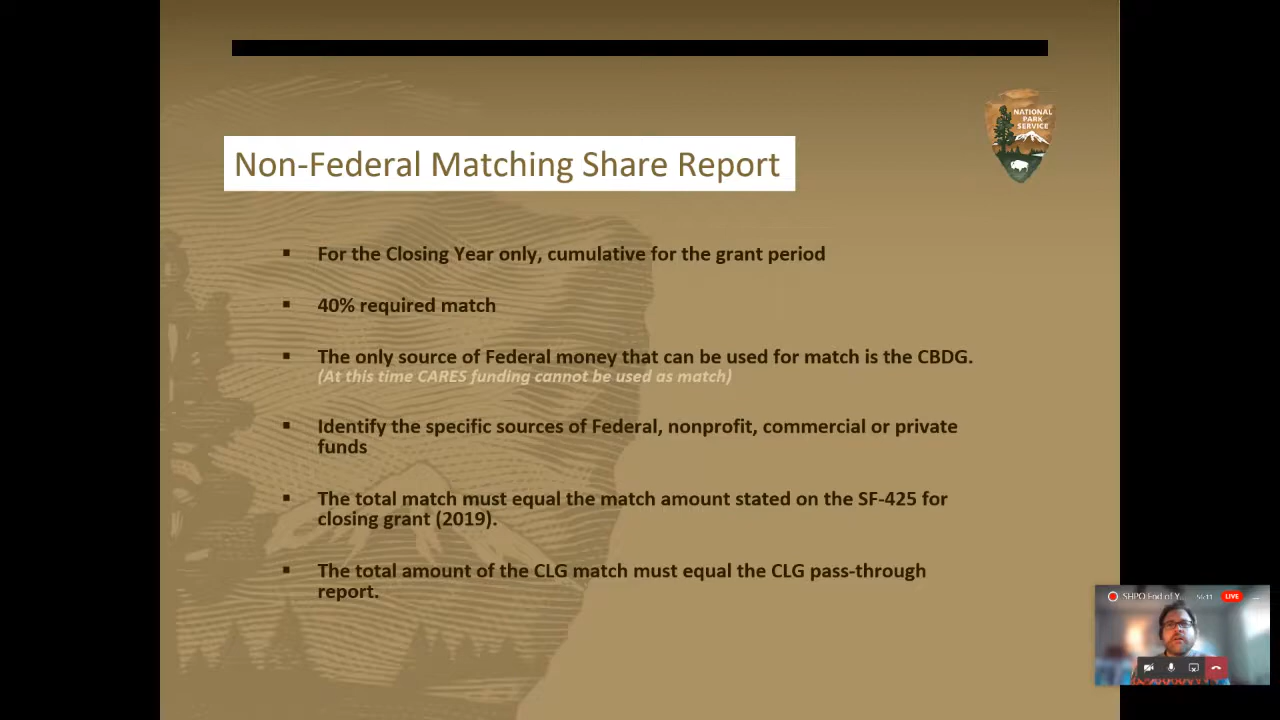 NATIONAL
PARK
SERVICE
Non-Federal Matching Share Report
▪ For the Closing Year only, cumulative for the grant period
▪ 40% required match
▪ The only source of Federal money that can be used for match is the CBDG.
(At this time CARES funding cannot be used as match)
▪ Identify the specific sources of Federal, nonprofit, commercial or private
funds
▪ The total match must equal the match amount stated on the SF-425 for
closing grant (2019).
▪ The total amount of the CLG match must equal the CLG pass-through
report.
SHPO End of Y...
LIVE